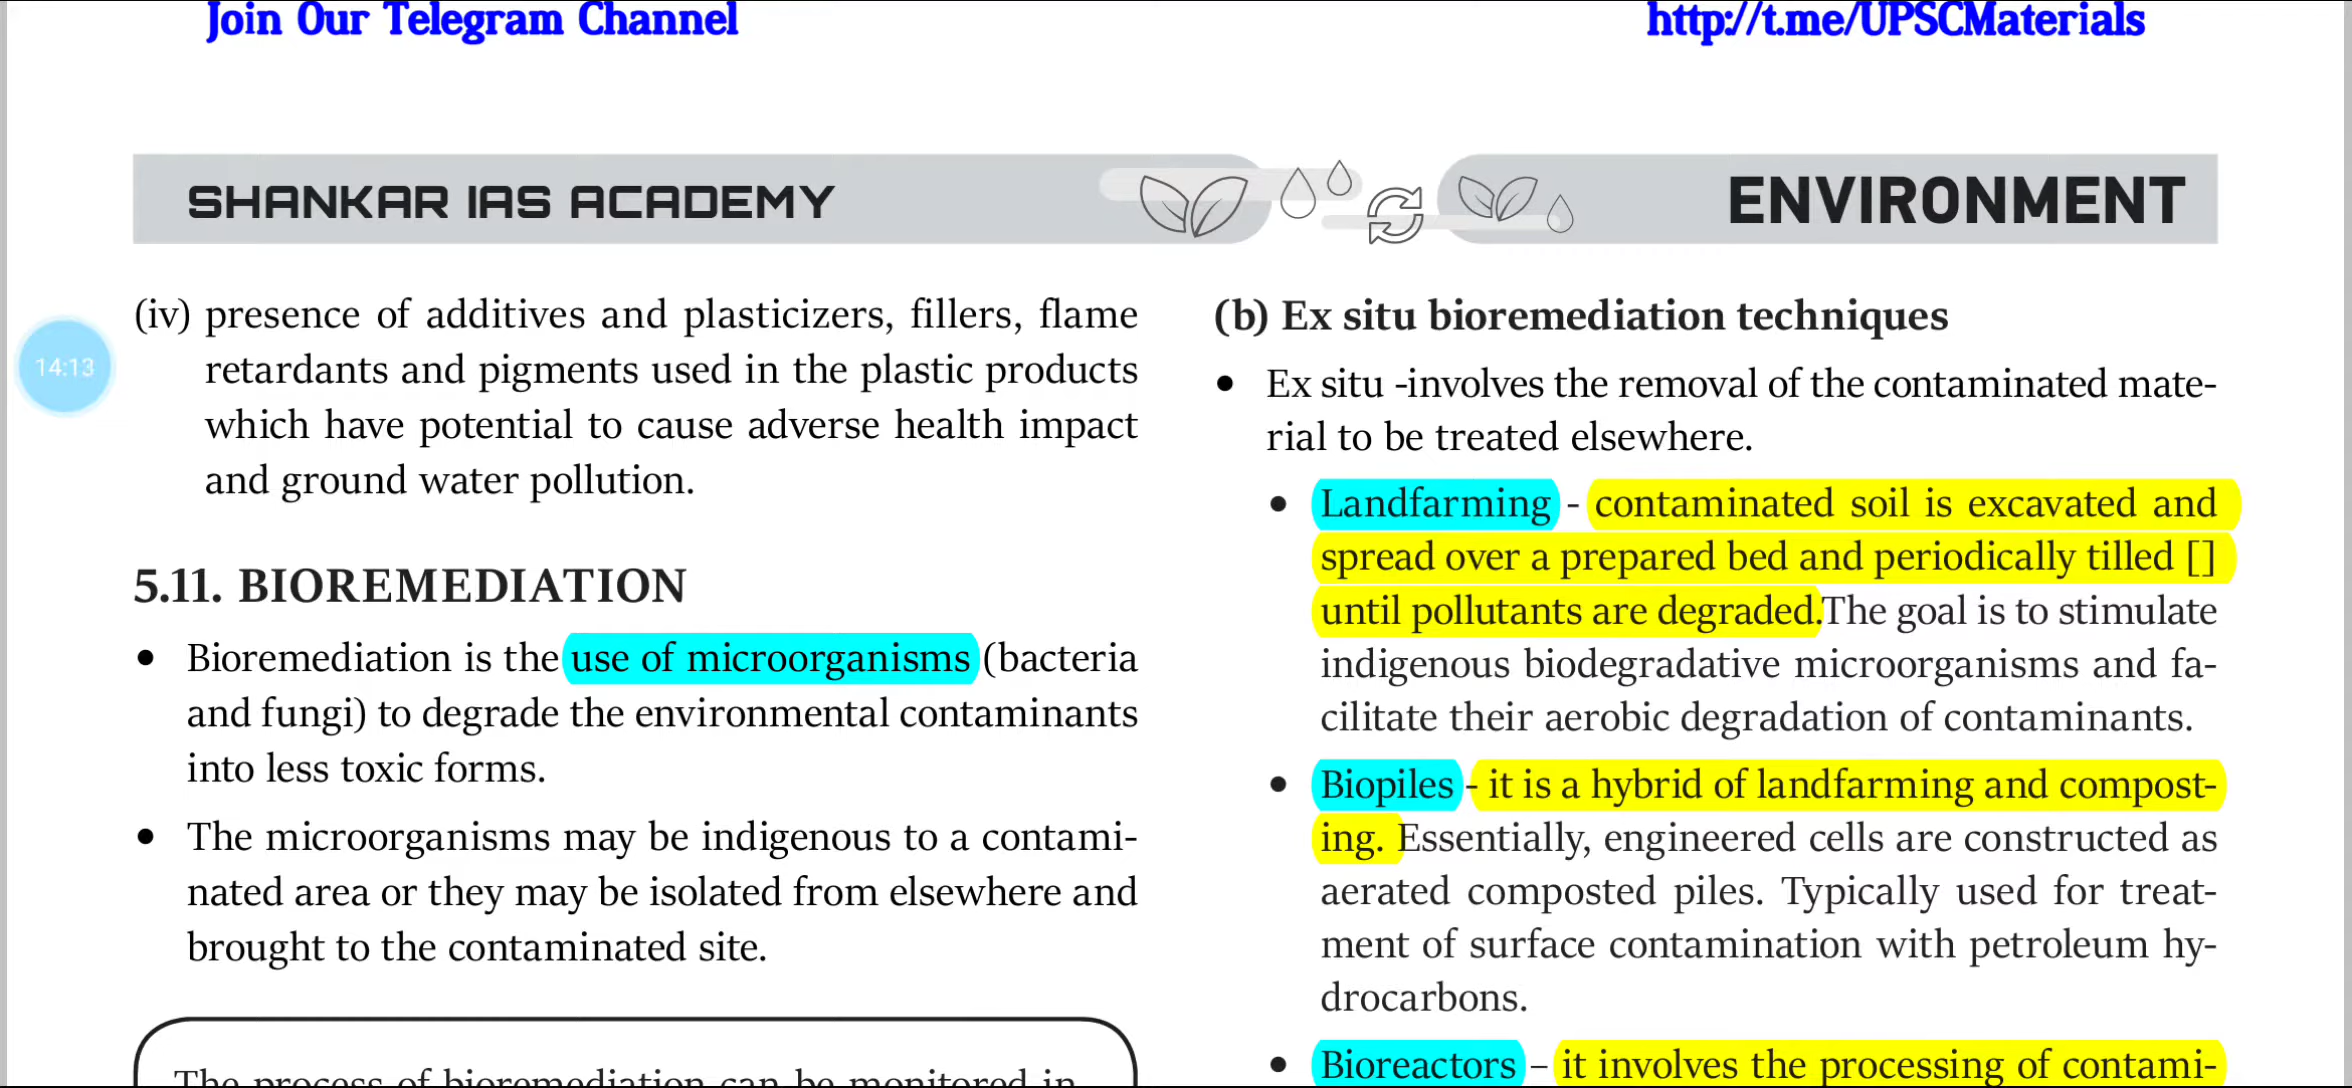 Join Our Telegram Channel
http://t.me/UPSCMaterials
SHANKAR IAS ACADEMY
ENVIRONMENT
14:13
(iv) presence of additives and plasticizers, fillers, flame
retardants and pigments used in the plastic products
which have potential to cause adverse health impact
and ground water pollution.
5.11. BIOREMEDIATION
• Bioremediation is the use of microorganisms (bacteria
and fungi) to degrade the environmental contaminants
into less toxic forms.
• The microorganisms may be indigenous to a contami-
nated area or they may be isolated from elsewhere and
brought to the contaminated site.
The process of bioremediation can be monitored in
(b) Ex situ bioremediation techniques
• Ex situ -involves the removal of the contaminated mate-
rial to be treated elsewhere.
• Landfarming - contaminated soil is excavated and
spread over a prepared bed and periodically tilled []
until pollutants are degraded.The goal is to stimulate
indigenous biodegradative microorganisms and fa-
cilitate their aerobic degradation of contaminants.
• Biopiles - it is a hybrid of landfarming and compost-
ing. Essentially, engineered cells are constructed as
aerated composted piles. Typically used for treat-
ment of surface contamination with petroleum hy-
drocarbons.
• Bioreactors – it involves the processing of contami-